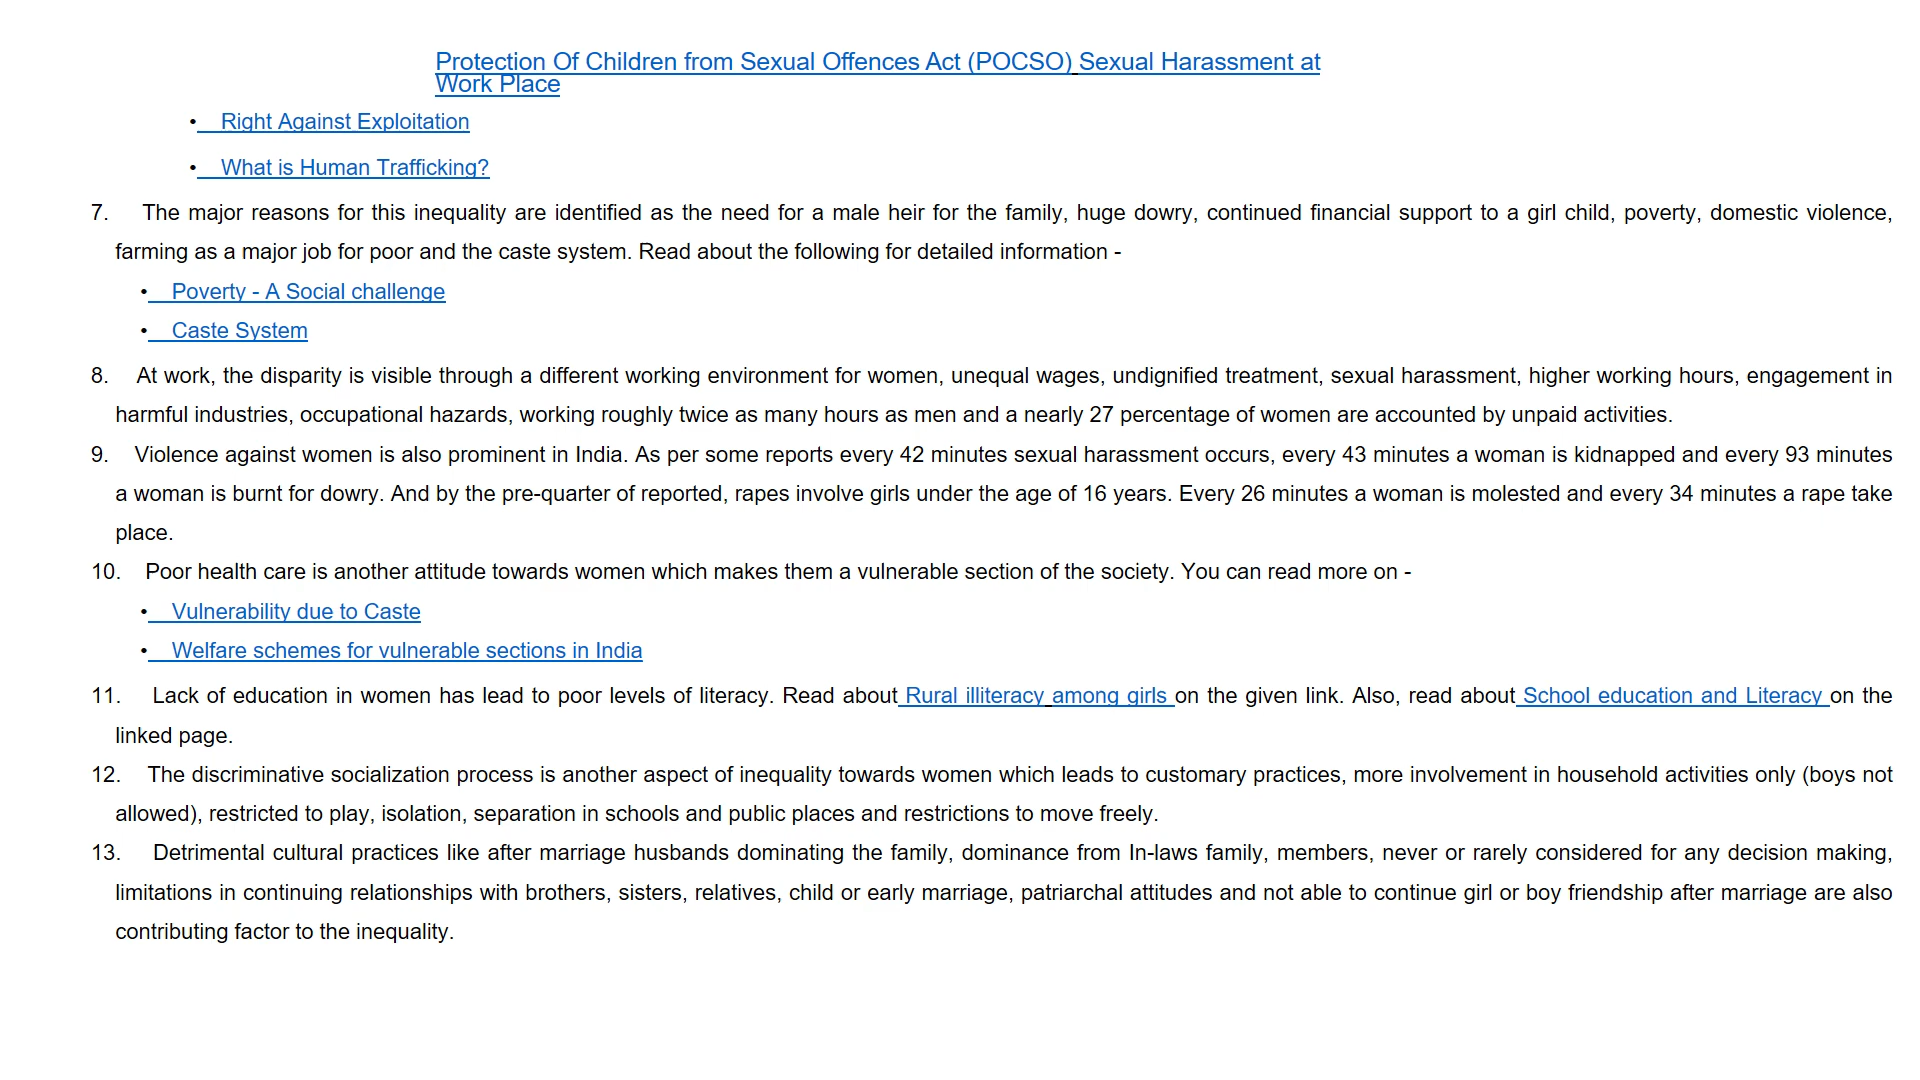 Protection Of Children from Sexual Offences Act (POCSO) Sexual Harassment at
Work Place
• Right Against Exploitation
• What is Human Trafficking?
7. The major reasons for this inequality are identified as the need for a male heir for the family, huge dowry, continued financial support to a girl child, poverty, domestic violence,
farming as a major job for poor and the caste system. Read about the following for detailed information -
• Poverty - A Social challenge
• Caste System
8. At work, the disparity is visible through a different working environment for women, unequal wages, undignified treatment, sexual harassment, higher working hours, engagement in
harmful industries, occupational hazards, working roughly twice as many hours as men and a nearly 27 percentage of women are accounted by unpaid activities.
9. Violence against women is also prominent in India. As per some reports every 42 minutes sexual harassment occurs, every 43 minutes a woman is kidnapped and every 93 minutes
a woman is burnt for dowry. And by the pre-quarter of reported, rapes involve girls under the age of 16 years. Every 26 minutes a woman is molested and every 34 minutes a rape take
place.
10. Poor health care is another attitude towards women which makes them a vulnerable section of the society. You can read more on -
• Vulnerability due to Caste
• Welfare schemes for vulnerable sections in India
11. Lack of education in women has lead to poor levels of literacy. Read about Rural illiteracy among girls on the given link. Also, read about School education and Literacy on the
linked page.
12. The discriminative socialization process is another aspect of inequality towards women which leads to customary practices, more involvement in household activities only (boys not
allowed), restricted to play, isolation, separation in schools and public places and restrictions to move freely.
13. Detrimental cultural practices like after marriage husbands dominating the family, dominance from In-laws family, members, never or rarely considered for any decision making,
limitations in continuing relationships with brothers, sisters, relatives, child or early marriage, patriarchal attitudes and not able to continue girl or boy friendship after marriage are also
contributing factor to the inequality.